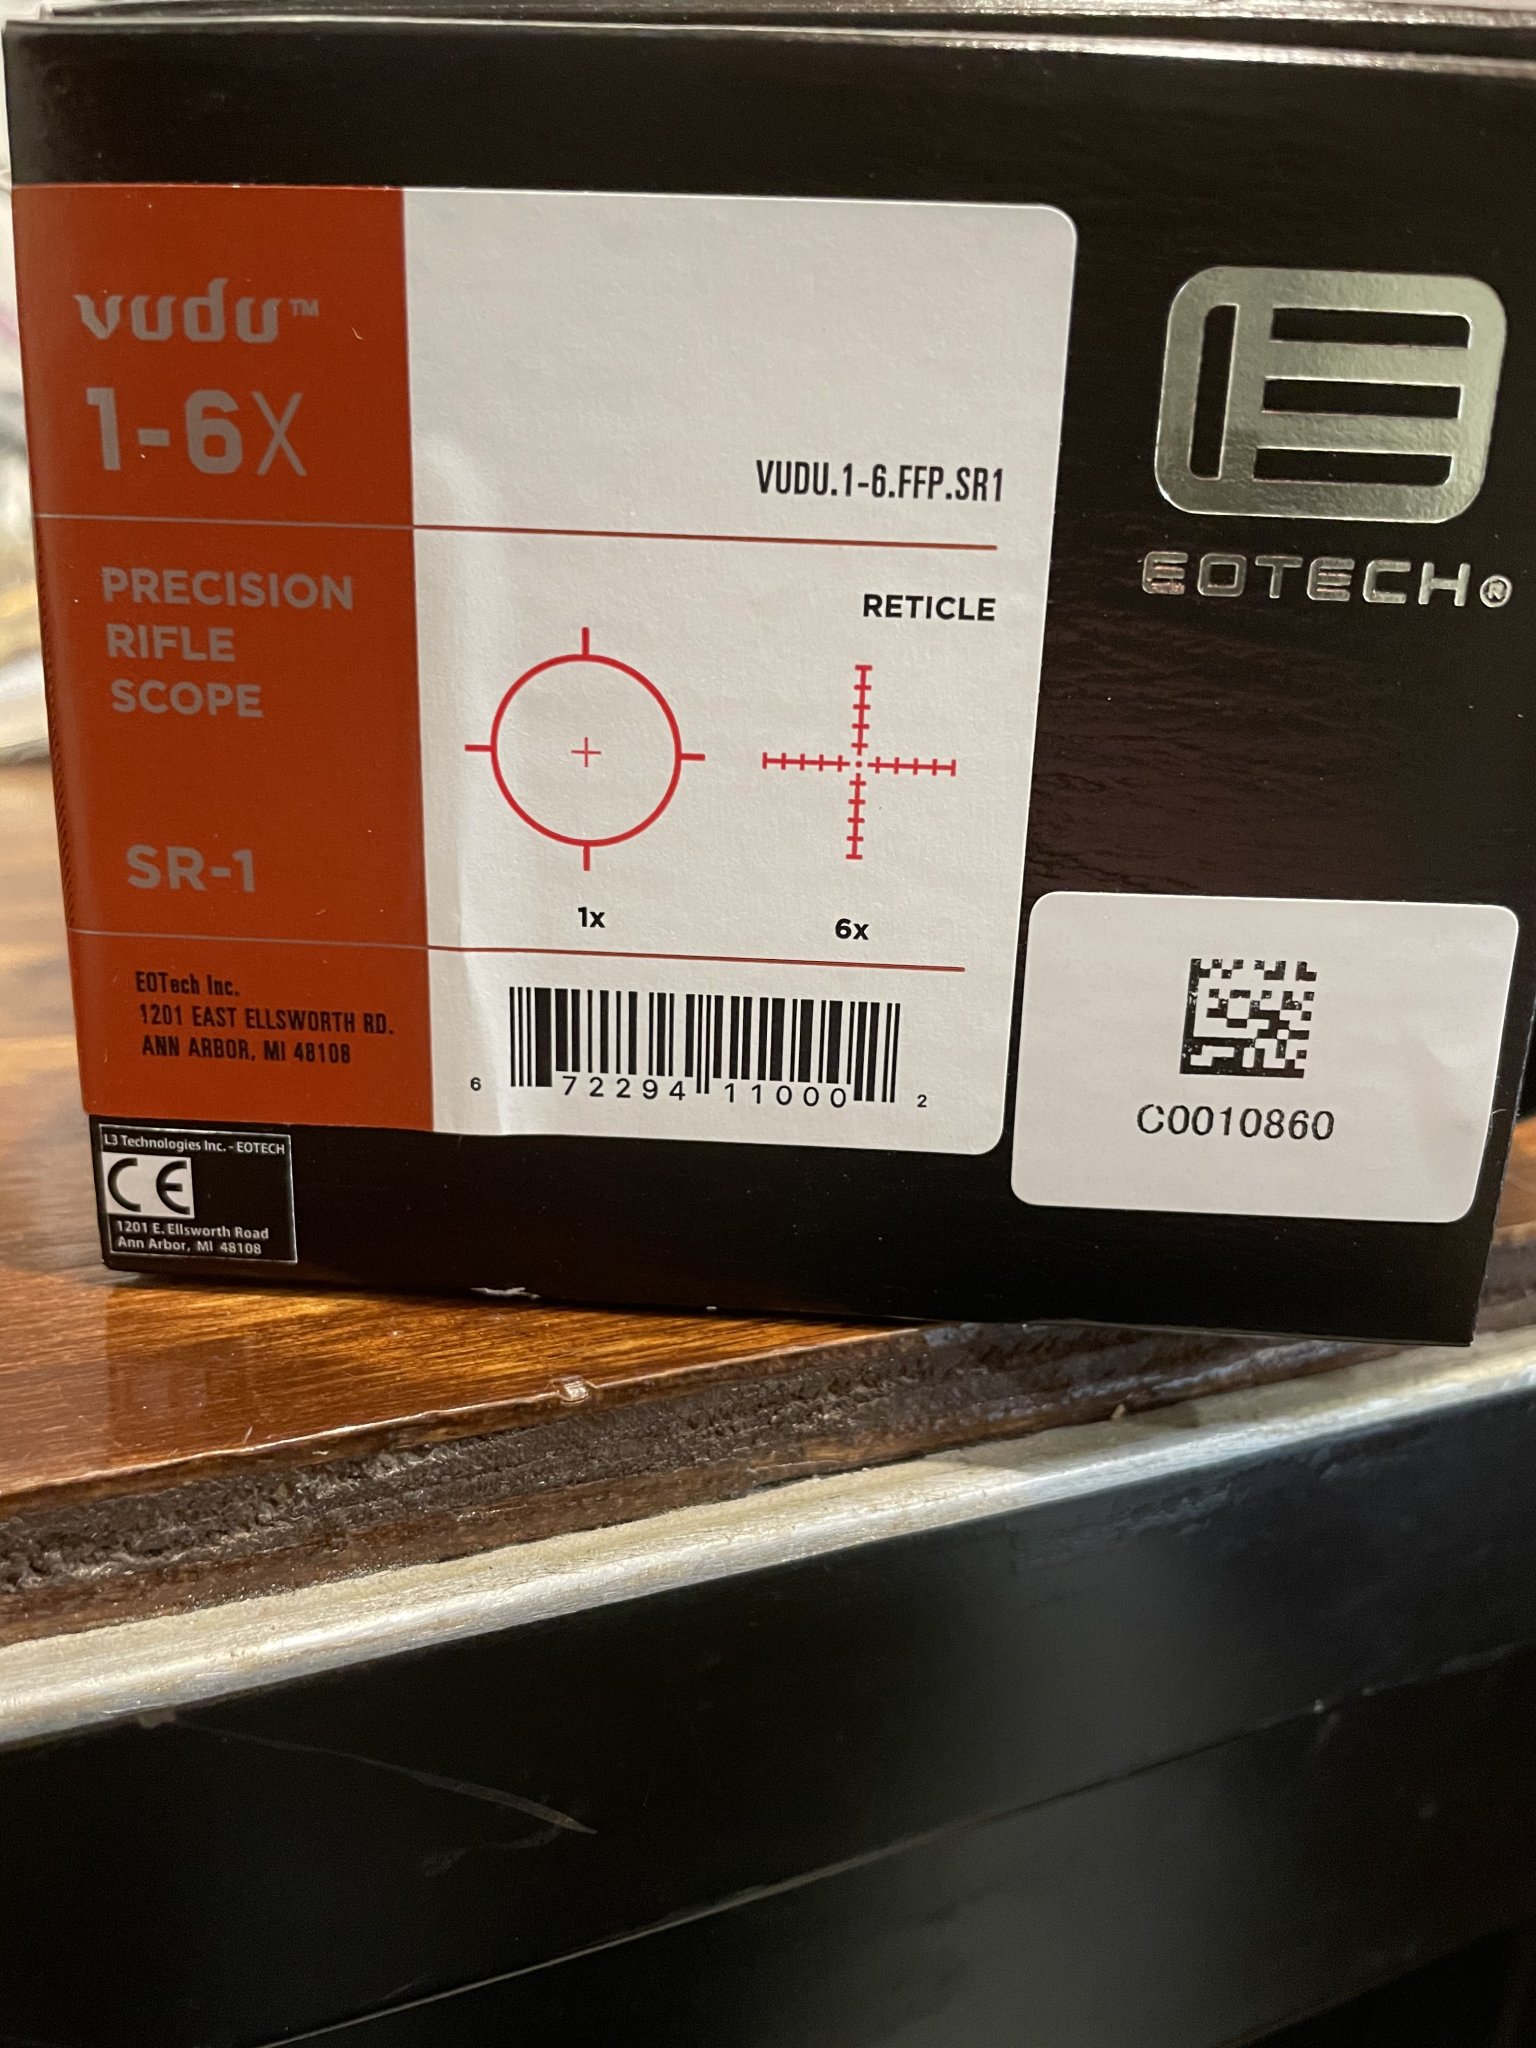 vudu™
1-6X
PRECISION
RIFLE
SCOPE
SR-1
EOTech Inc.
1201 EAST ELLSWORTH RD.
ANN ARBOR, MI 48108
VUDU.1-6.FFP.SR1
RETICLE
1x
6x
6 72294 11000 2
EOTECH®
C0010860
L3 Technologies Inc. - EOTECH
CE
1201 E. Ellsworth Road
Ann Arbor, MI 48108